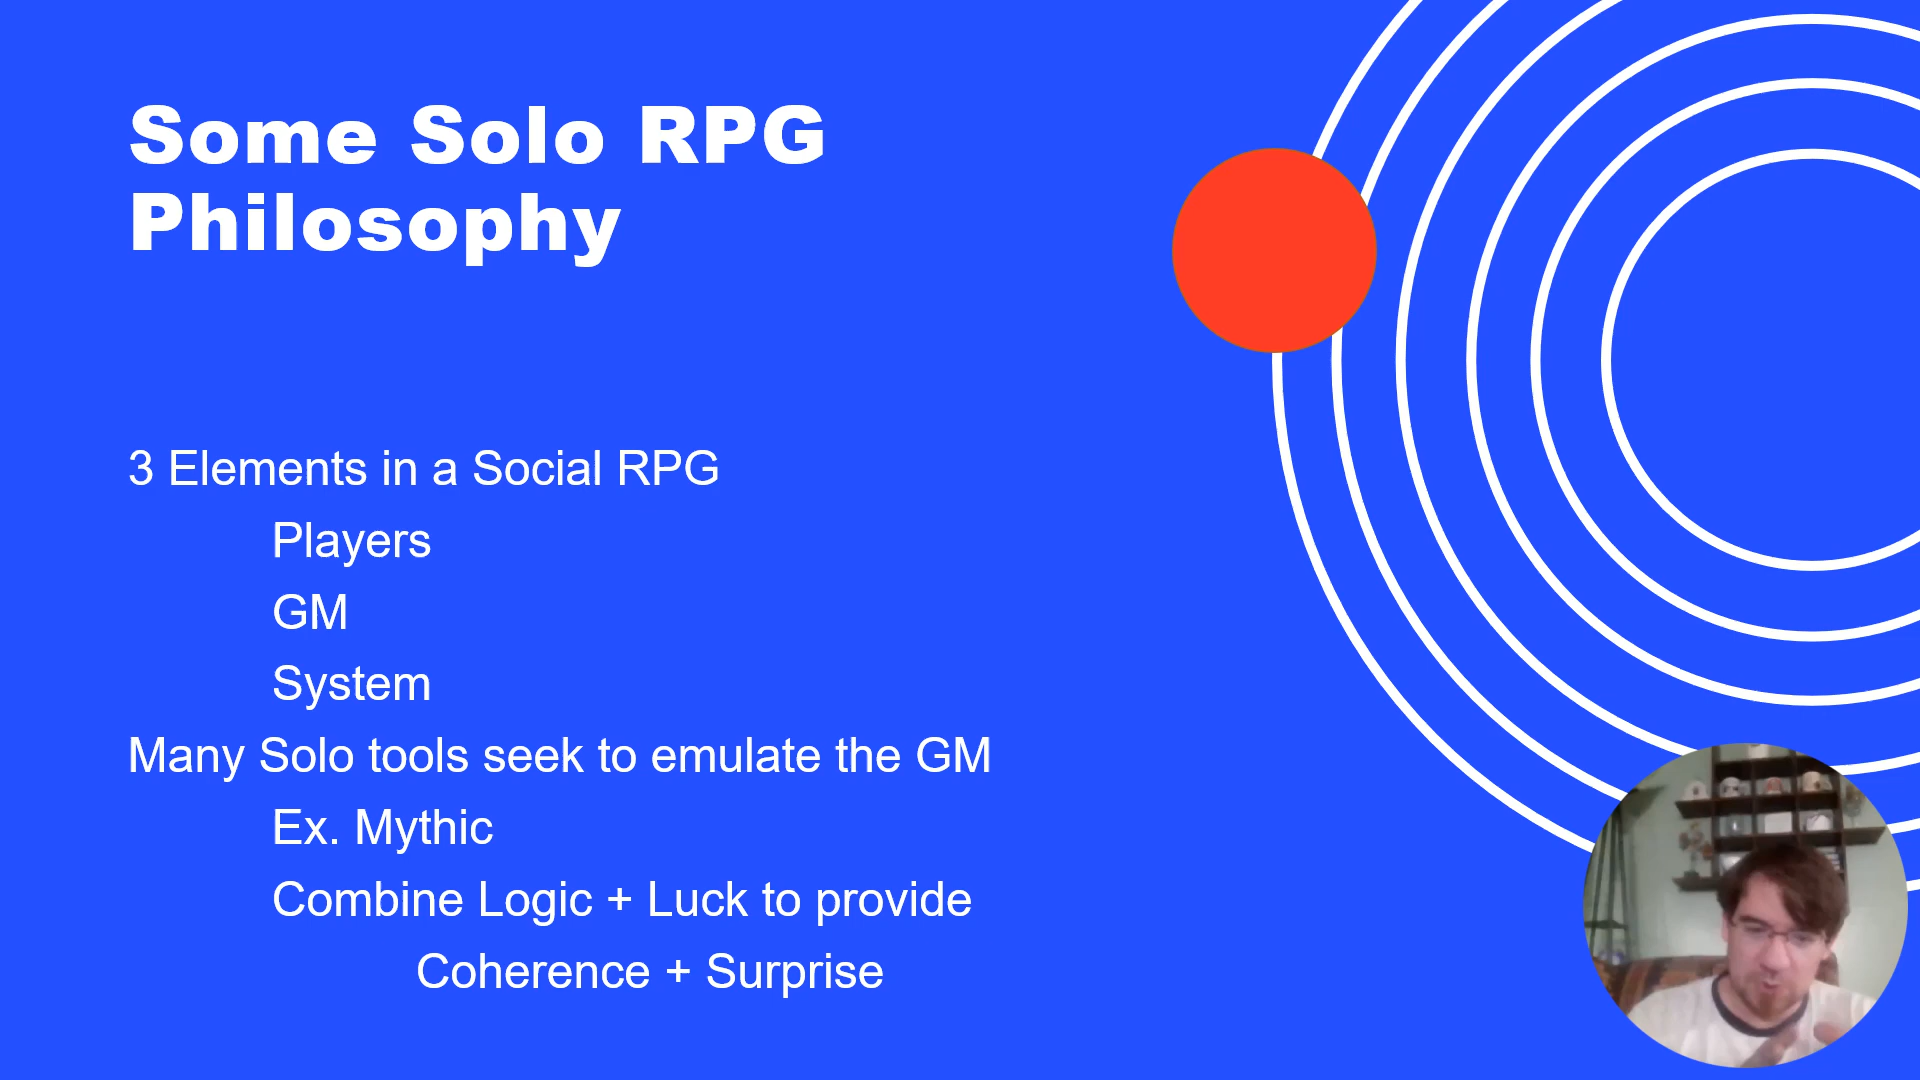 Some Solo RPG
Philosophy
3 Elements in a Social RPG
Players
GM
System
Many Solo tools seek to emulate the GM
Ex. Mythic
Combine Logic + Luck to provide
Coherence + Surprise